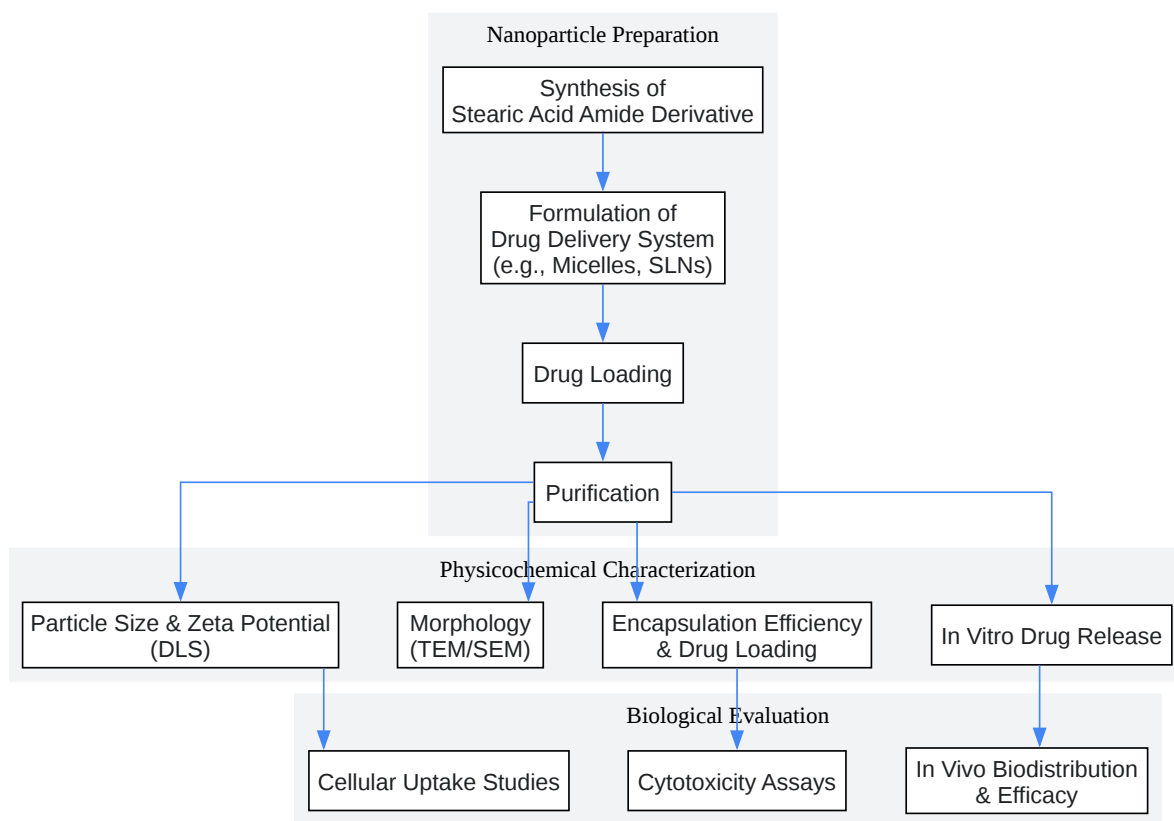 Nanoparticle Preparation
Synthesis of
Stearic Acid Amide Derivative
Formulation of
Drug Delivery System
(e.g., Micelles, SLNs)
Drug Loading
Purification
Physicochemical Characterization
Particle Size & Zeta Potential
(DLS)
Morphology
(TEM/SEM)
Encapsulation Efficiency
& Drug Loading
In Vitro Drug Release
Biological Evaluation
Cellular Uptake Studies
Cytotoxicity Assays
In Vivo Biodistribution
& Efficacy